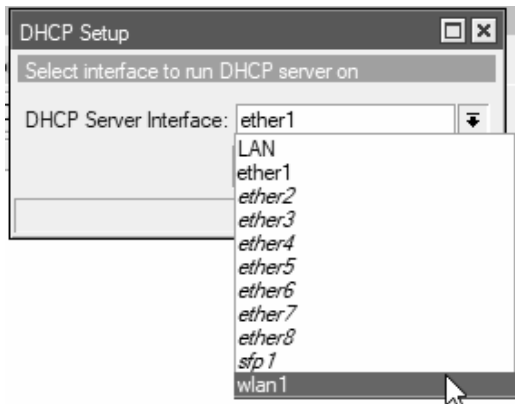 DHCP Setup
Select interface to run DHCP server on
DHCP Server Interface: ether1
LAN
ether1
ether2
ether3
ether4
ether5
ether6
ether7
ether8
sfp1
wlan1